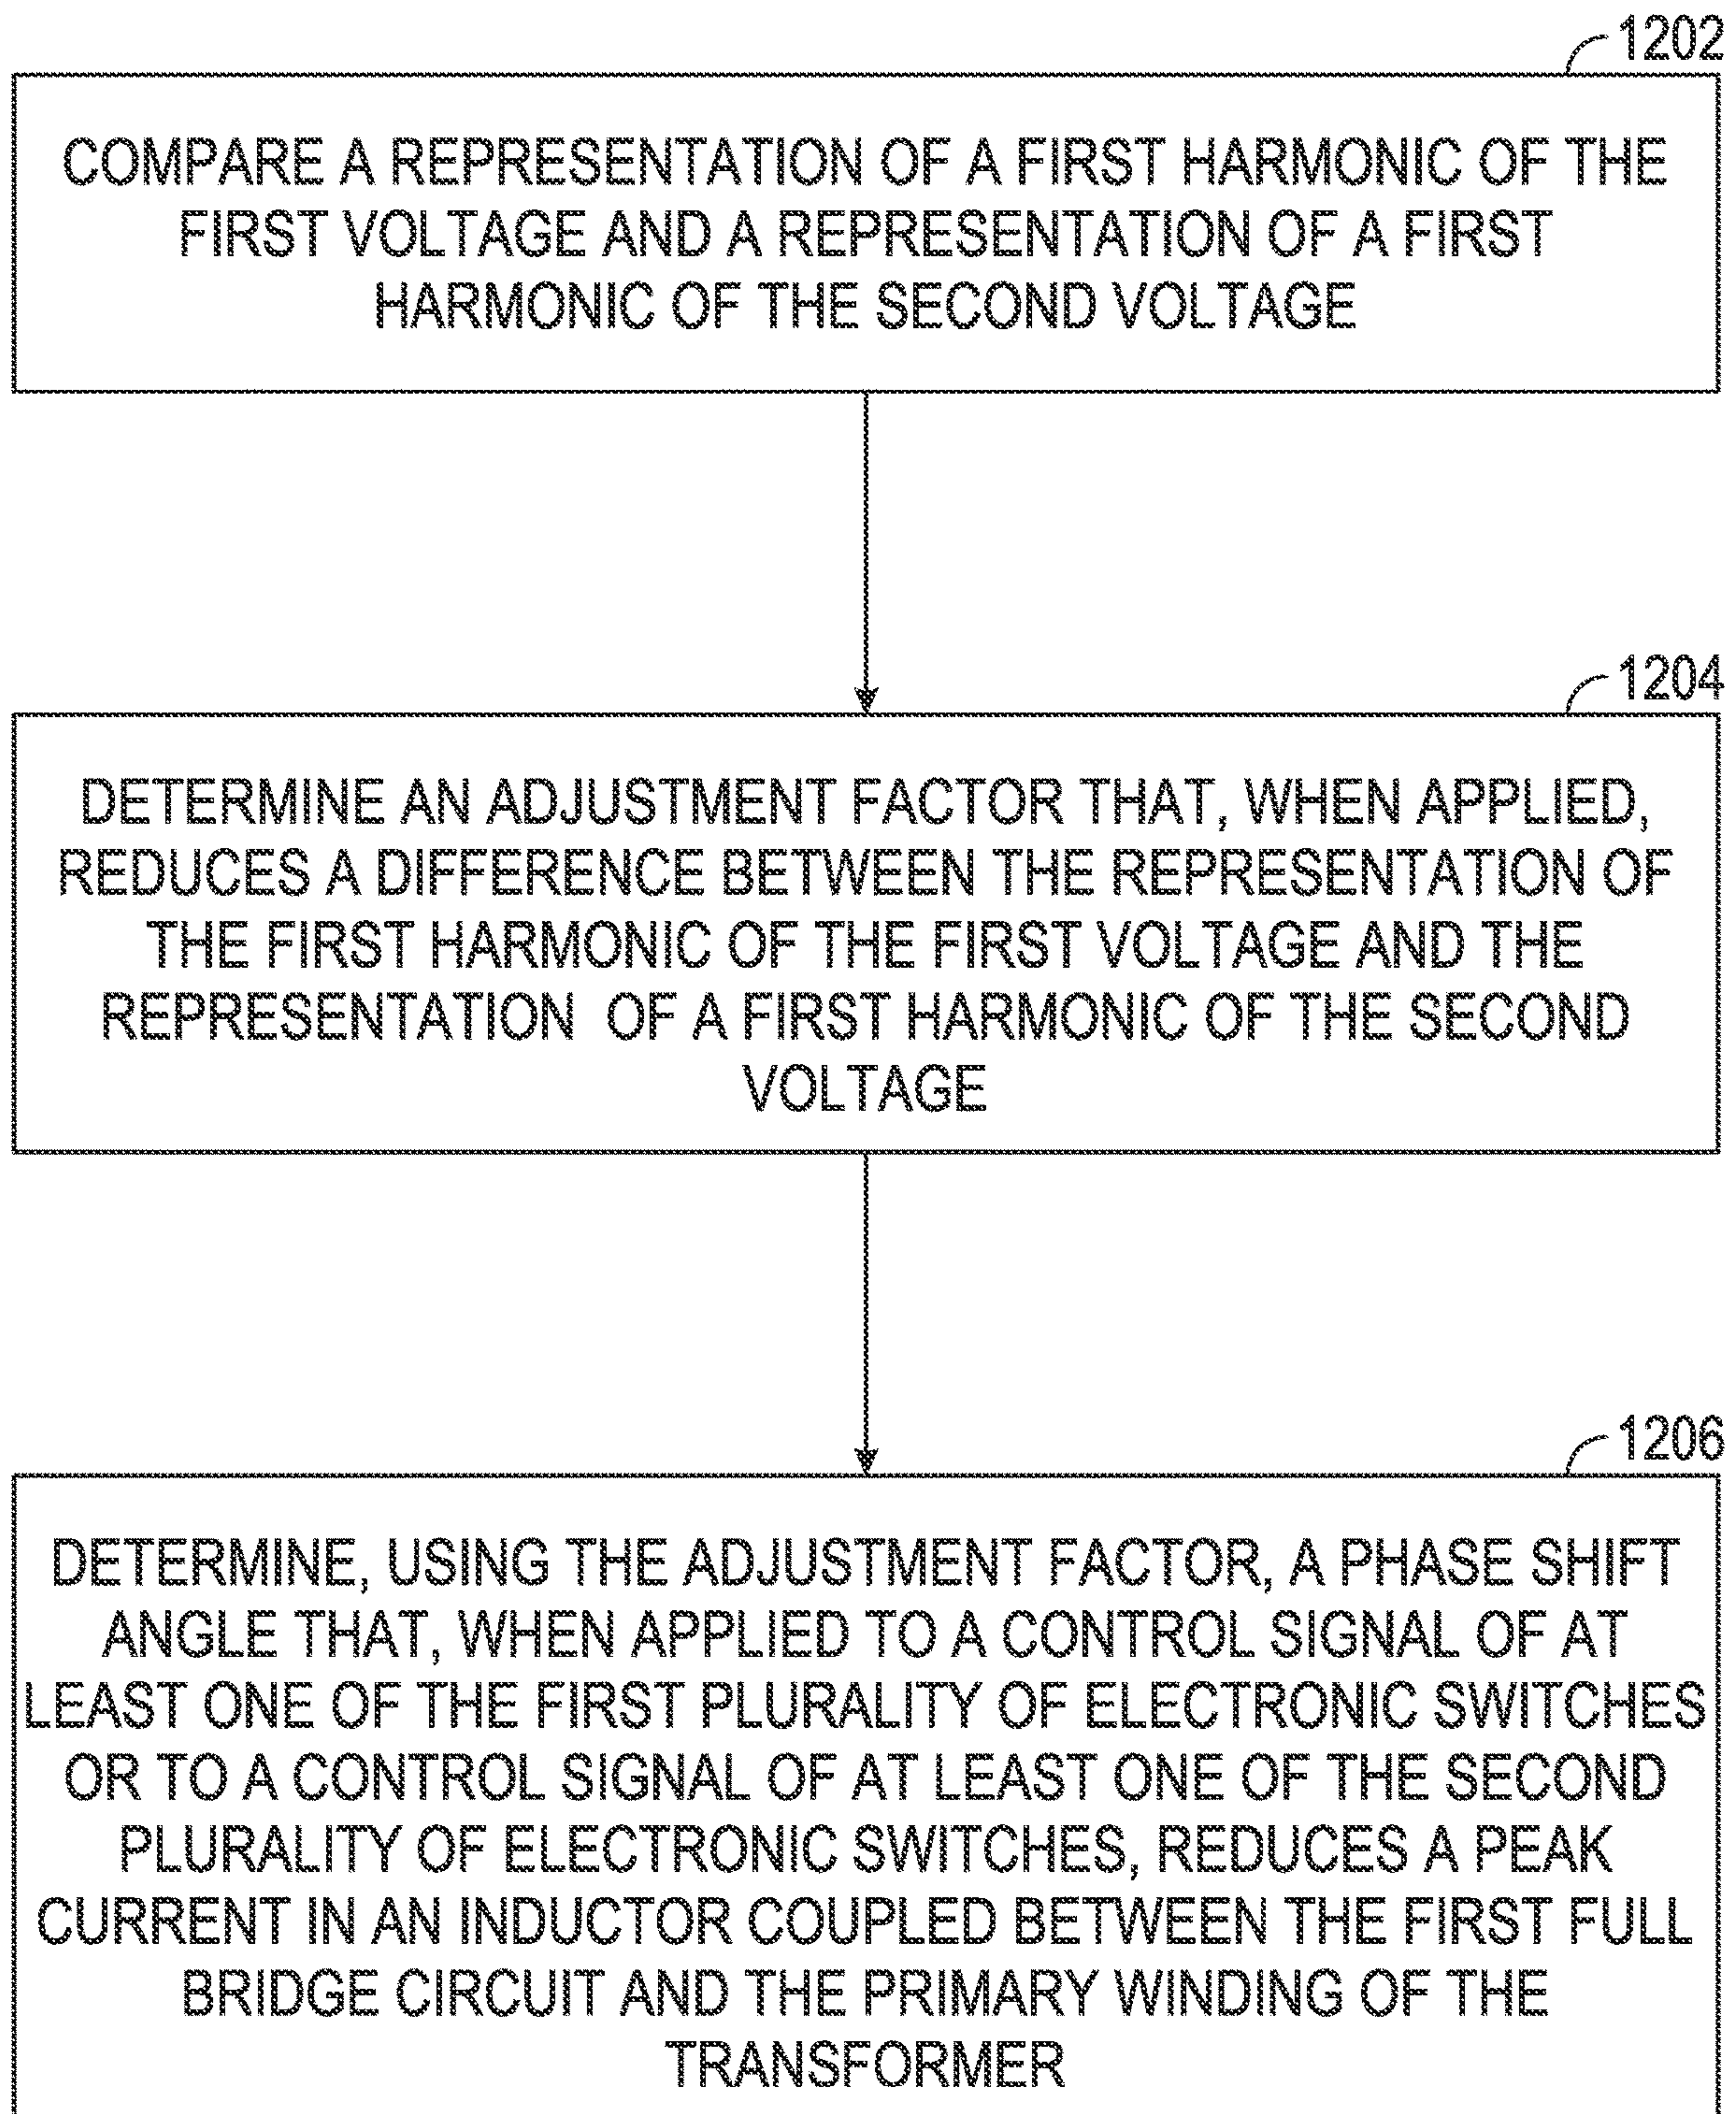 1202
COMPARE A REPRESENTATION OF A FIRST HARMONIC OF THE
FIRST VOLTAGE AND A REPRESENTATION OF A FIRST
HARMONIC OF THE SECOND VOLTAGE
1204
DETERMINE AN ADJUSTMENT FACTOR THAT, WHEN APPLIED,
REDUCES A DIFFERENCE BETWEEN THE REPRESENTATION OF
THE FIRST HARMONIC OF THE FIRST VOLTAGE AND THE
REPRESENTATION OF A FIRST HARMONIC OF THE SECOND
VOLTAGE
1206
DETERMINE, USING THE ADJUSTMENT FACTOR, A PHASE SHIFT
ANGLE THAT, WHEN APPLIED TO A CONTROL SIGNAL OF AT
LEAST ONE OF THE FIRST PLURALITY OF ELECTRONIC SWITCHES
OR TO A CONTROL SIGNAL OF AT LEAST ONE OF THE SECOND
PLURALITY OF ELECTRONIC SWITCHES, REDUCES A PEAK
CURRENT IN AN INDUCTOR COUPLED BETWEEN THE FIRST FULL
BRIDGE CIRCUIT AND THE PRIMARY WINDING OF THE
TRANSFORMER